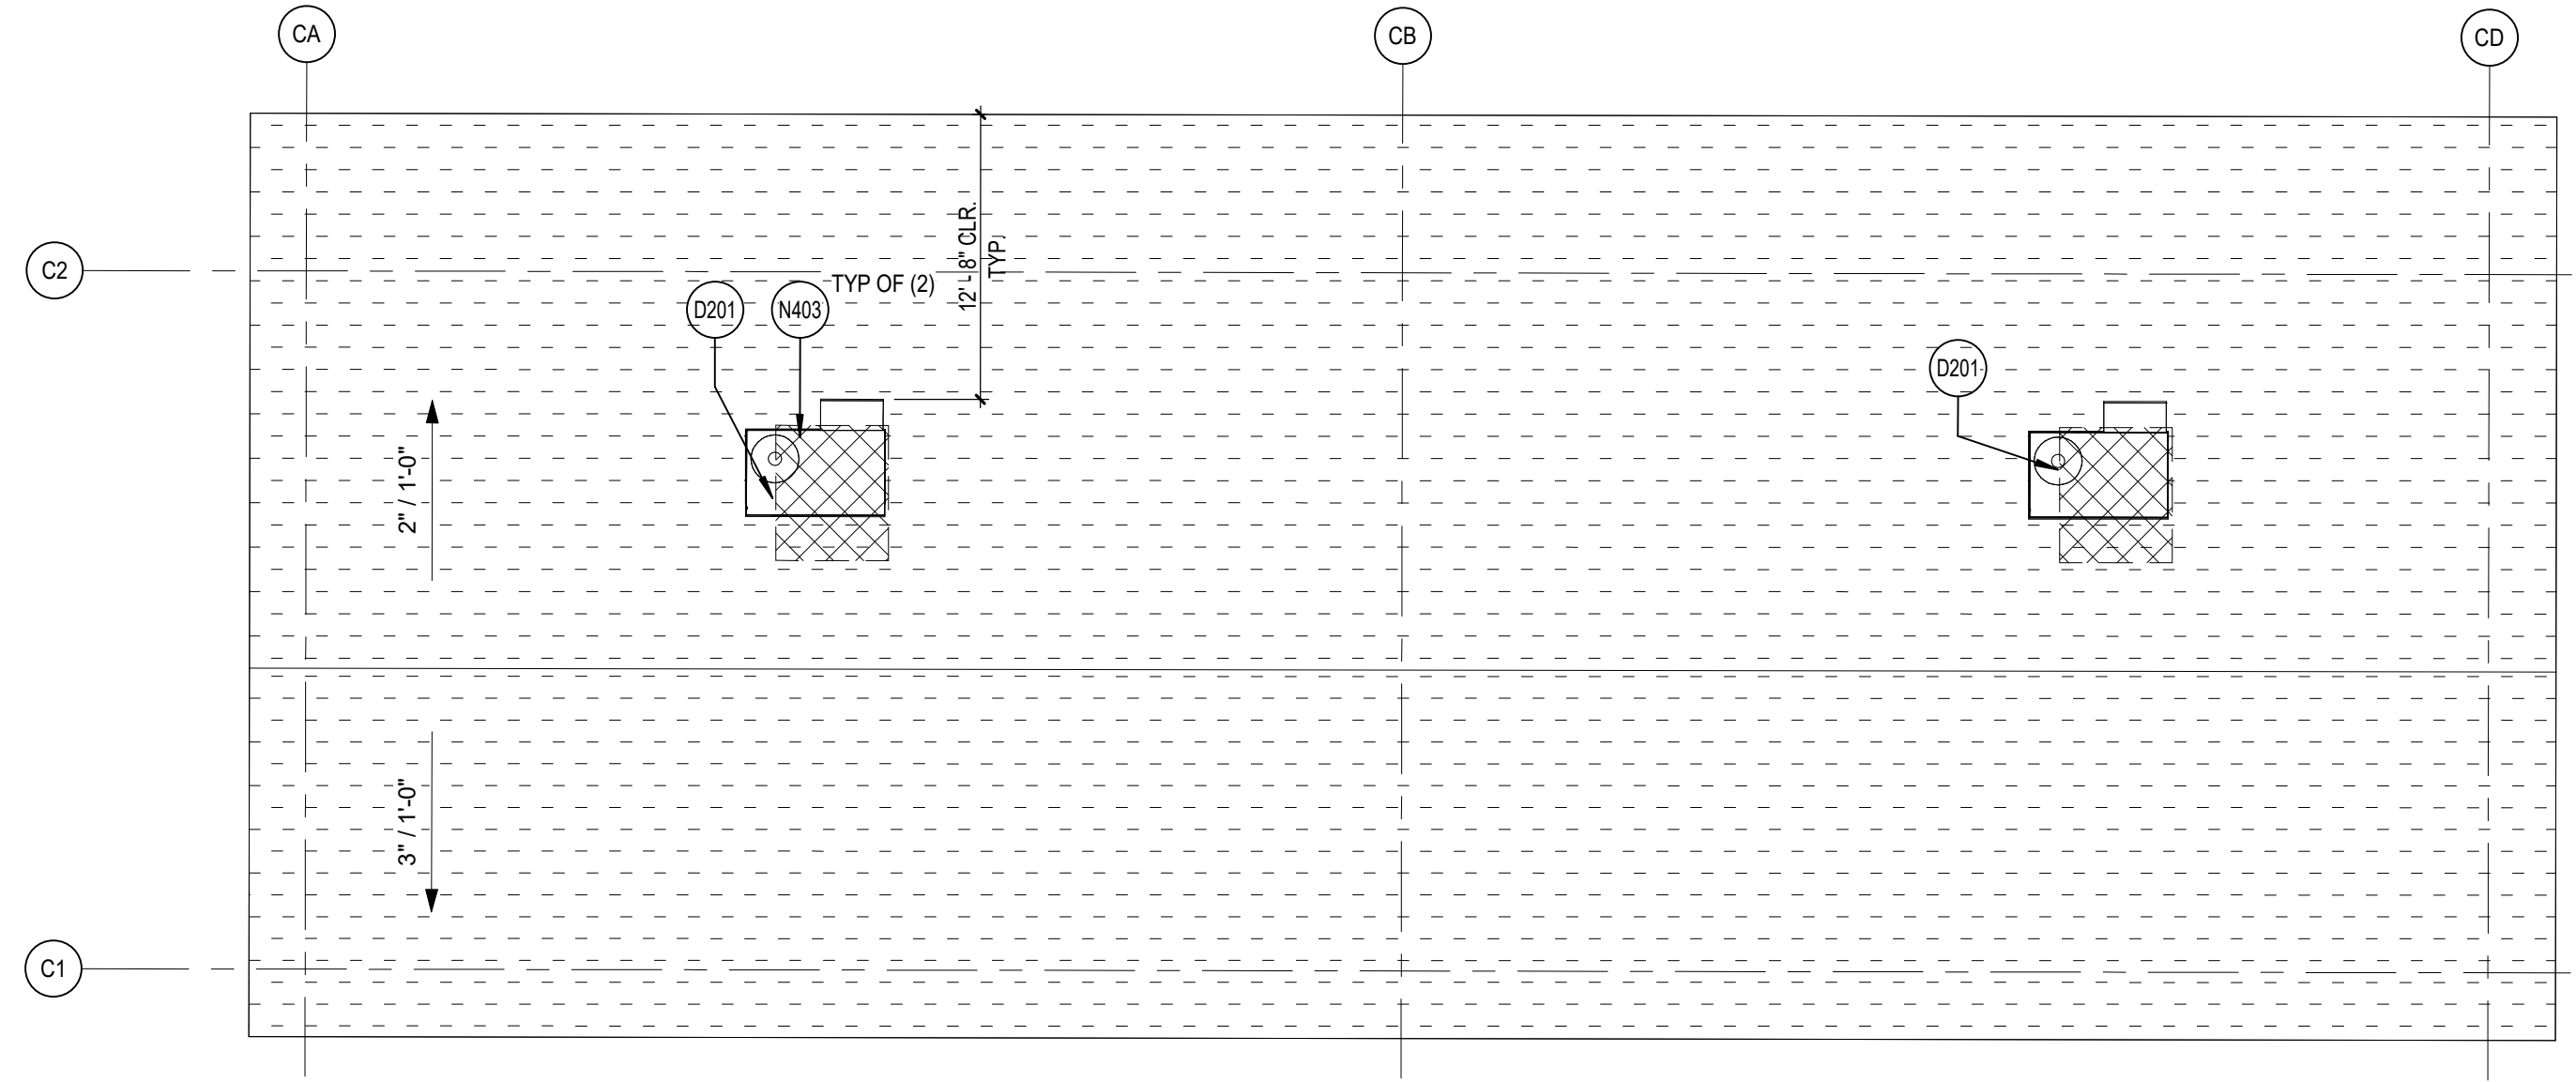 CA
CB
CD
C2
TYP OF (2)
12' - 8" CLR.
TYP.
D201
N403
D201
2" / 1'-0"
3" / 1'-0"
C1